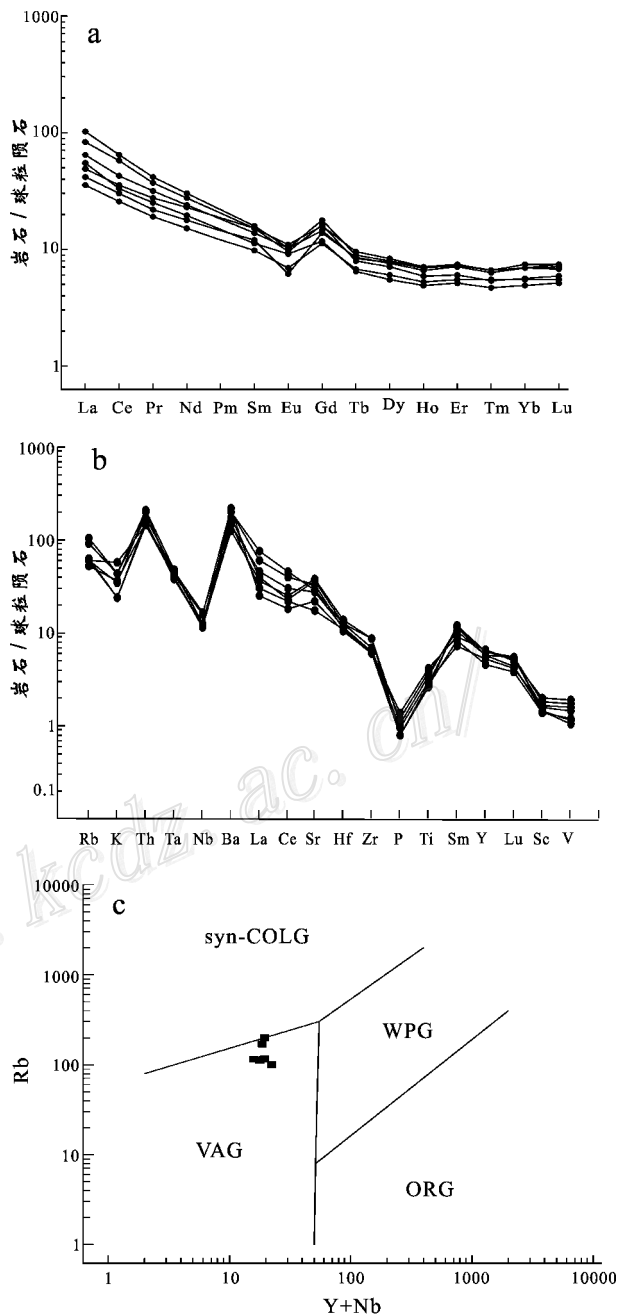 a
1000
100
10
1
岩石/球粒陨石
La Ce Pr Nd Pm Sm Eu Gd Tb Dy Ho Er Tm Yb Lu
b
1000
100
10
1
0.1
岩石/球粒陨石
Rb K Th Ta Nb Ba La Ce Sr Hf Zr P Ti Sm Y Lu Sc V
c
10000
1000
100
10
1
Rb
syn-COLG
WPG
VAG
ORG
1 10 100 1000 10000
Y+Nb
kcdz.ac.cn/